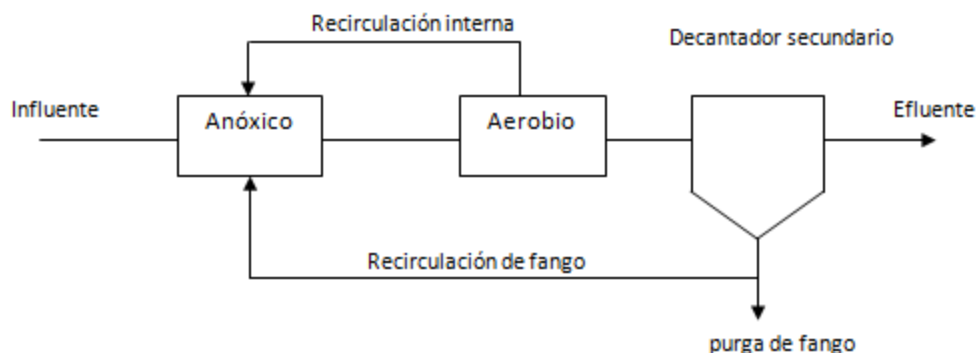 Recirculación interna
Decantador secundario
Influente
Anóxico
Aerobio
Efluente
Recirculación de fango
purga de fango